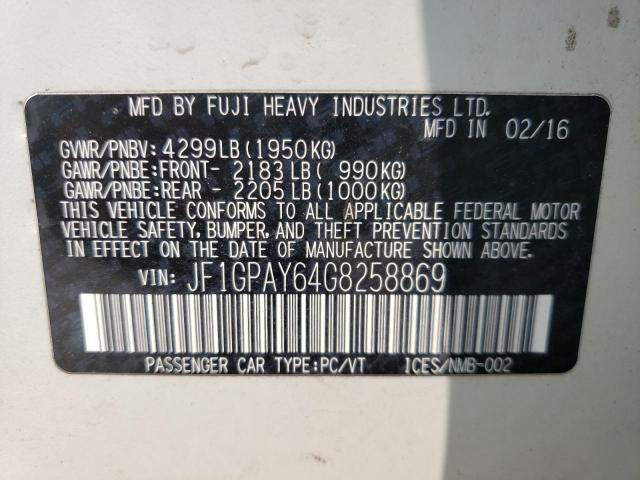 MFD BY FUJI HEAVY INDUSTRIES LTD.
MFD IN 02/16
GVWR/PNBV: 4299LB(1950KG)
GAWR/PNBE:FRONT- 2183LB( 990KG)
GAWR/PNBE:REAR - 2205LB(1000KG)
THIS VEHICLE CONFORMS TO ALL APPLICABLE FEDERAL MOTOR
VEHICLE SAFETY, BUMPER, AND THEFT PREVENTION STANDARDS
IN EFFECT ON THE DATE OF MANUFACTURE SHOWN ABOVE.
VIN: JF1GPAY64G8258869
PASSENGER CAR TYPE:PC/VT ICES/NMB-002